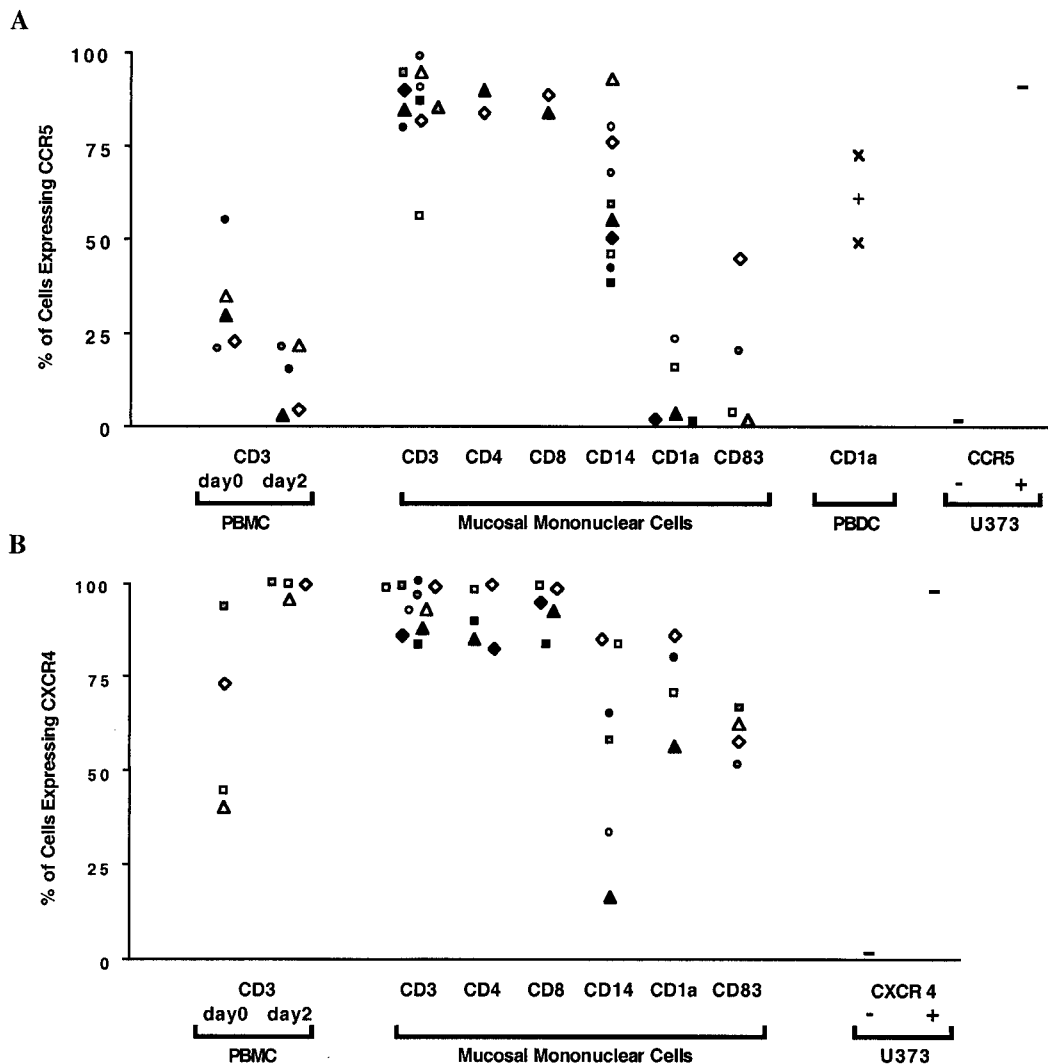 A
% of Cells Expressing CCR5
100
75
50
25
0
CD3 CD3 CD4 CD8 CD14 CD1a CD83 CD1a CCR5
day0 day2 - +
PBMC Mucosal Mononuclear Cells PBDC U373
B
% of Cells Expressing CXCR4
100
75
50
25
0
CD3 CD3 CD4 CD8 CD14 CD1a CD83 CXCR 4
day0 day2 - +
PBMC Mucosal Mononuclear Cells U373